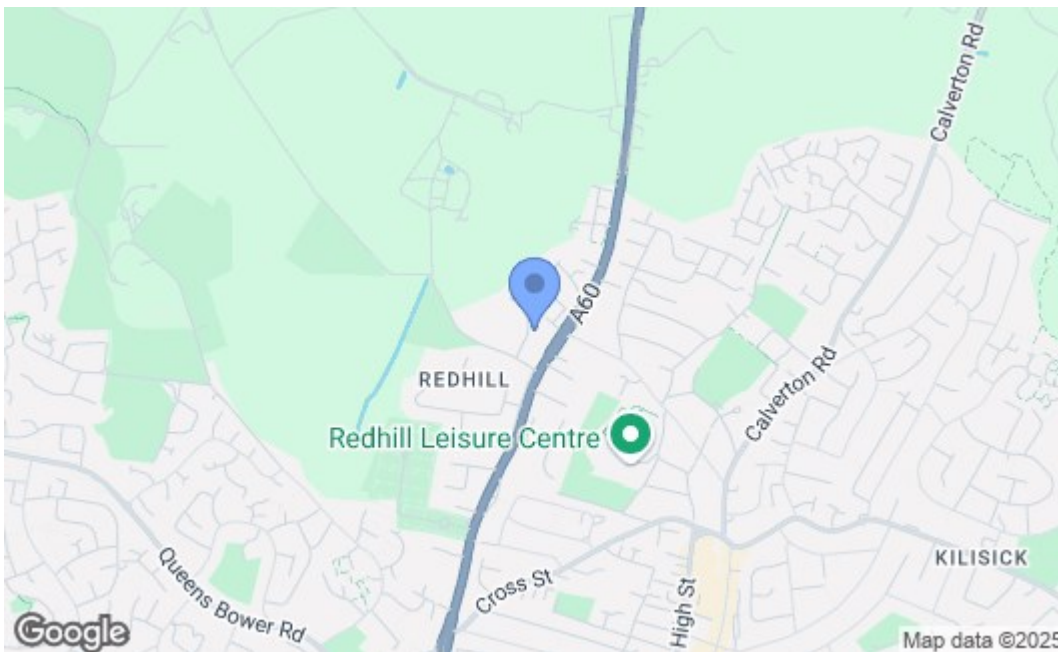 Calverton Rd
A60
REDHILL
Redhill Leisure Centre
Calverton Rd
Queens Bower Rd
Cross St
High St
KILISICK
Google
Map data ©2025